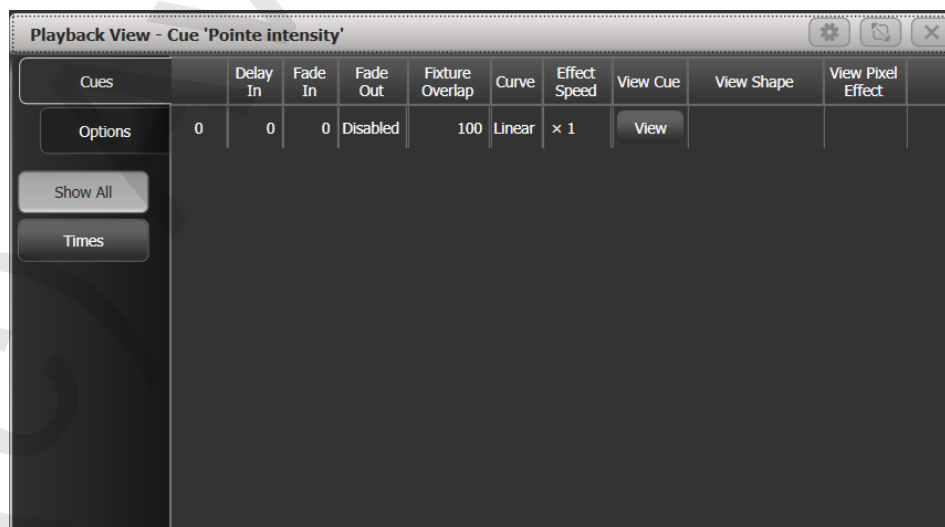 Playback View - Cue 'Pointe intensity'
Cues
Delay In
Fade In
Fade Out
Fixture Overlap
Curve
Effect Speed
View Cue
View Shape
View Pixel Effect
Options
0 0 0 Disabled 100 Linear × 1 View
Show All
Times